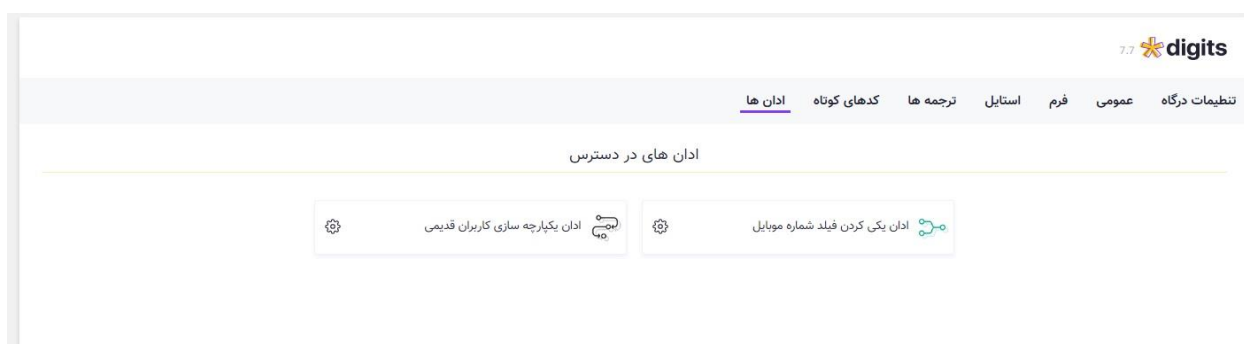 digits 7.7
تنظیمات درگاه عمومی فرم استایل ترجمه ها کدهای کوتاه ادان ها
ادان های در دسترس
ادان یکی کردن فیلد شماره موبایل
ادان یکپارچه سازی کاربران قدیمی